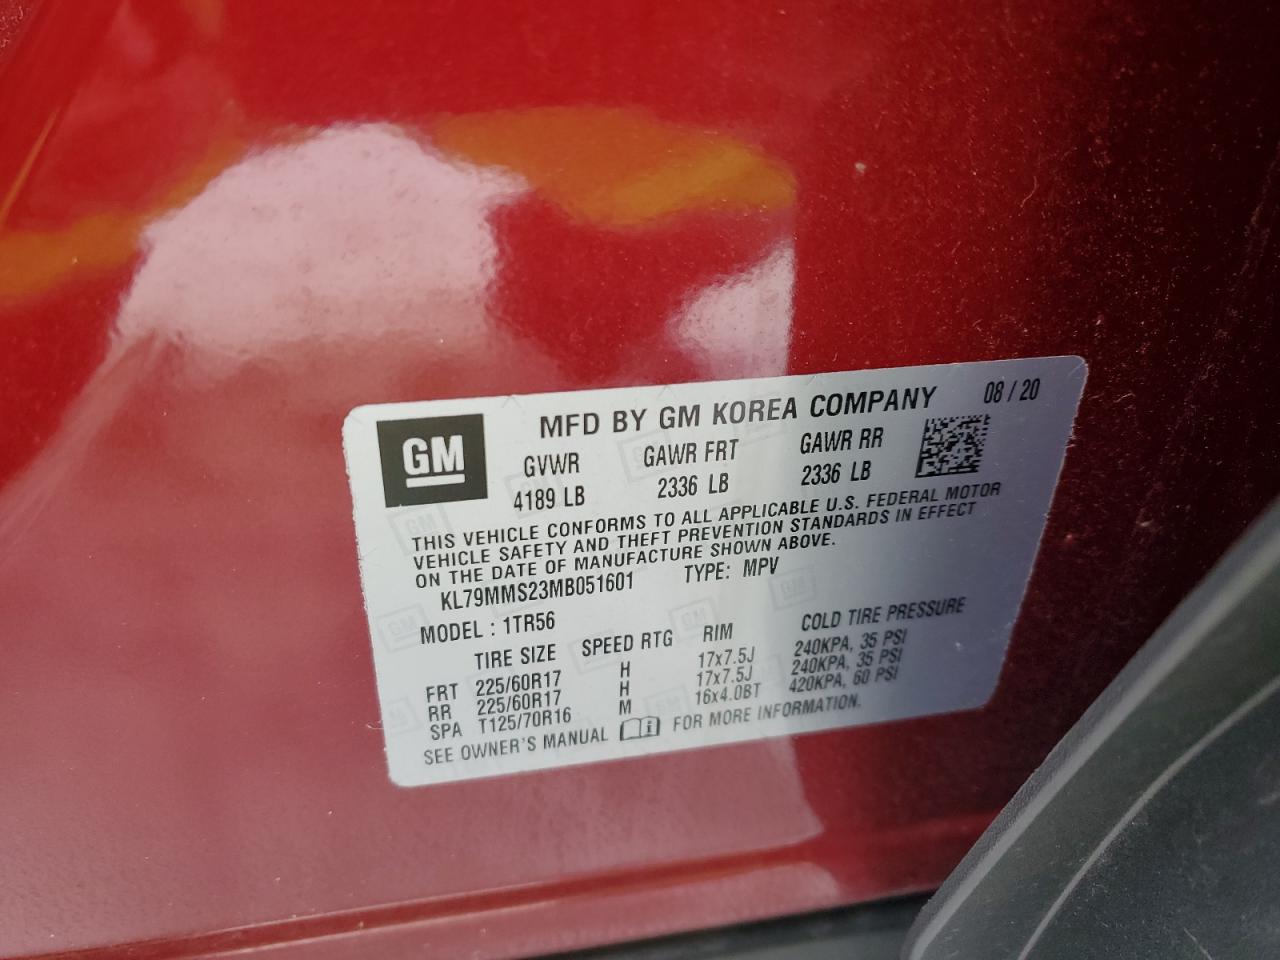 GM
MFD BY GM KOREA COMPANY 08 / 20
GVWR GAWR FRT GAWR RR
4189 LB 2336 LB 2336 LB
THIS VEHICLE CONFORMS TO ALL APPLICABLE U.S. FEDERAL MOTOR
VEHICLE SAFETY AND THEFT PREVENTION STANDARDS IN EFFECT
ON THE DATE OF MANUFACTURE SHOWN ABOVE.
KL79MMS23MB051601 TYPE: MPV
MODEL : 1TR56
TIRE SIZE SPEED RTG RIM COLD TIRE PRESSURE
FRT 225/60R17 H 17x7.5J 240KPA, 35 PSI
RR 225/60R17 H 17x7.5J 240KPA, 35 PSI
SPA T125/70R16 M 16x4.0BT 420KPA, 60 PSI
SEE OWNER'S MANUAL i FOR MORE INFORMATION.